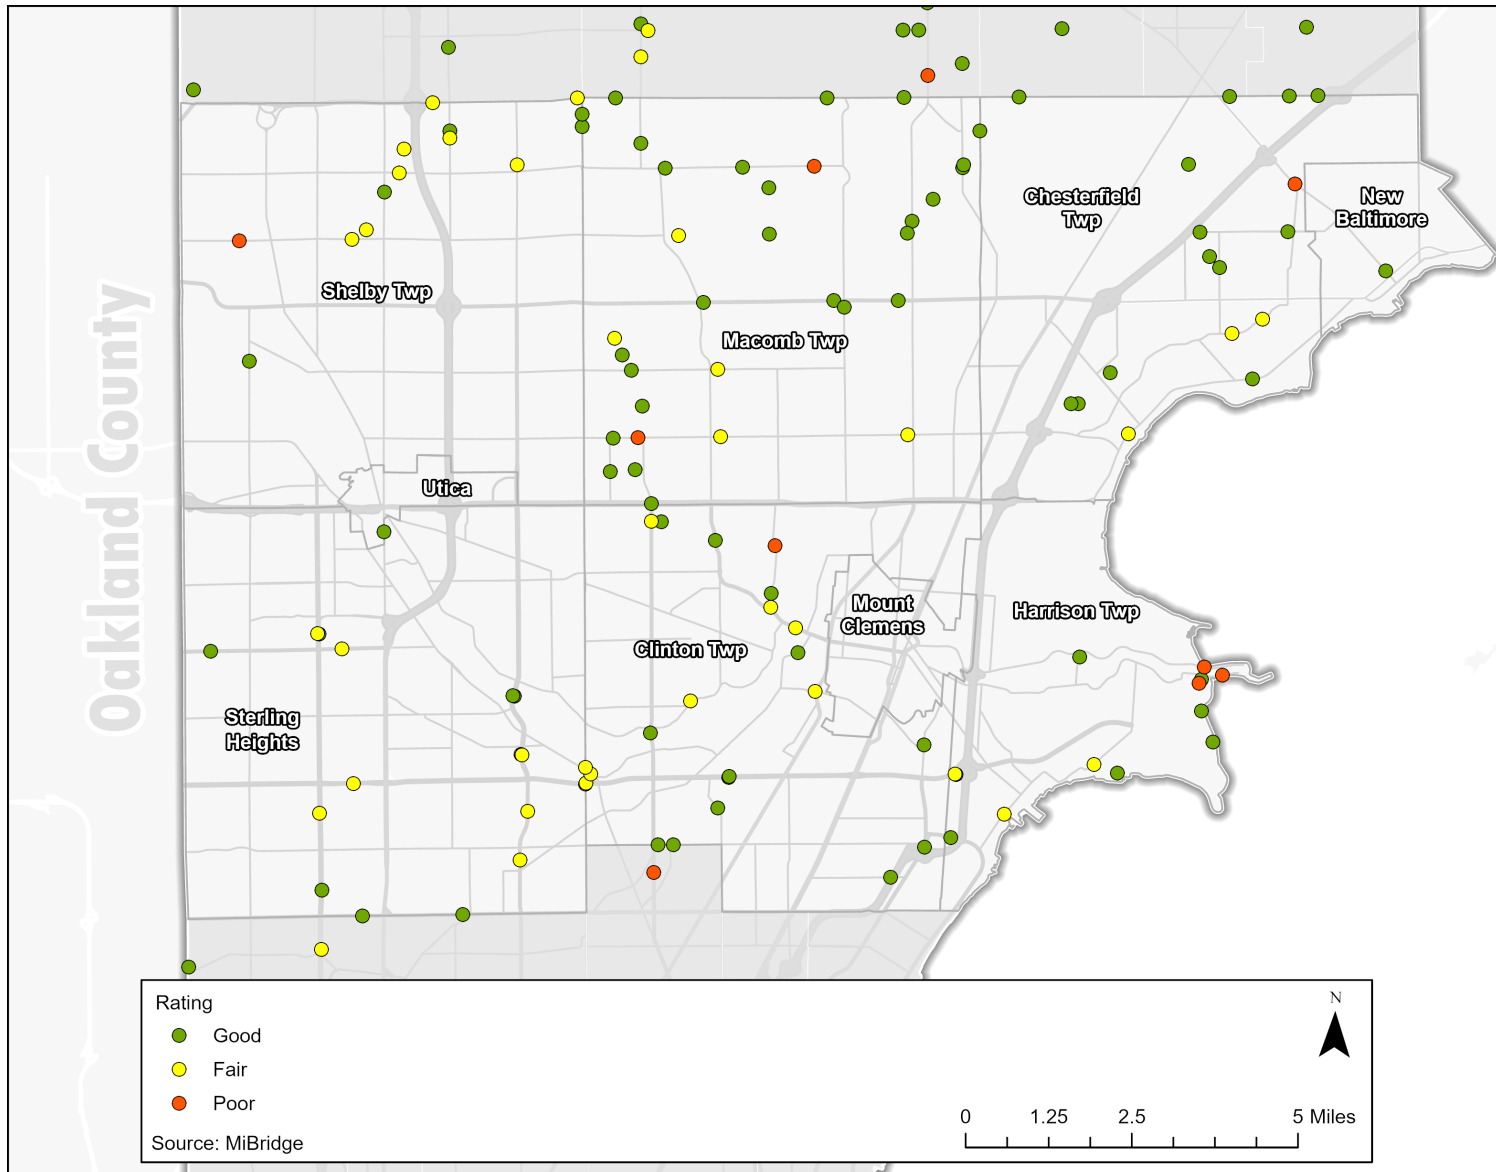 Chesterfield
Twp
New
Baltimore
Shelby Twp
Macomb Twp
Oakland County
Utica
Mount
Clemens
Harrison Twp
Clinton Twp
Sterling
Heights
Rating
Good
Fair
Poor
Source: MiBridge
N
0 1.25 2.5 5 Miles